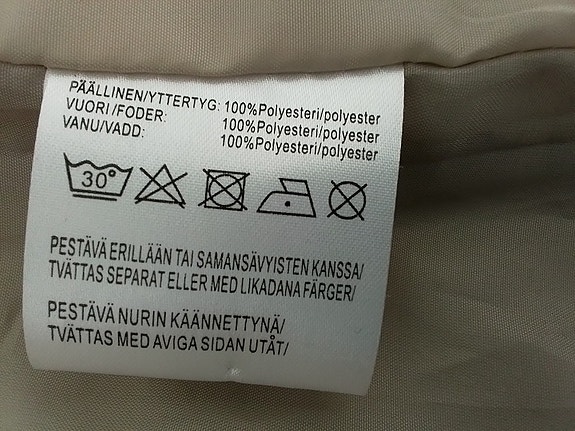 PÄÄLLINEN/YTTERTYG: 100%Polyesteri/polyester
VUORI /FODER: 100%Polyesteri/polyester
VANU/VADD: 100%Polyesteri/polyester
30°
PESTÄVÄ ERILLÄÄN TAI SAMANSÄVYISTEN KANSSA/
TVÄTTAS SEPARAT ELLER MED LIKADANA FÄRGER/
PESTÄVÄ NURIN KÄÄNNETTYNÄ/
TVÄTTAS MED AVIGA SIDAN UTÅT/